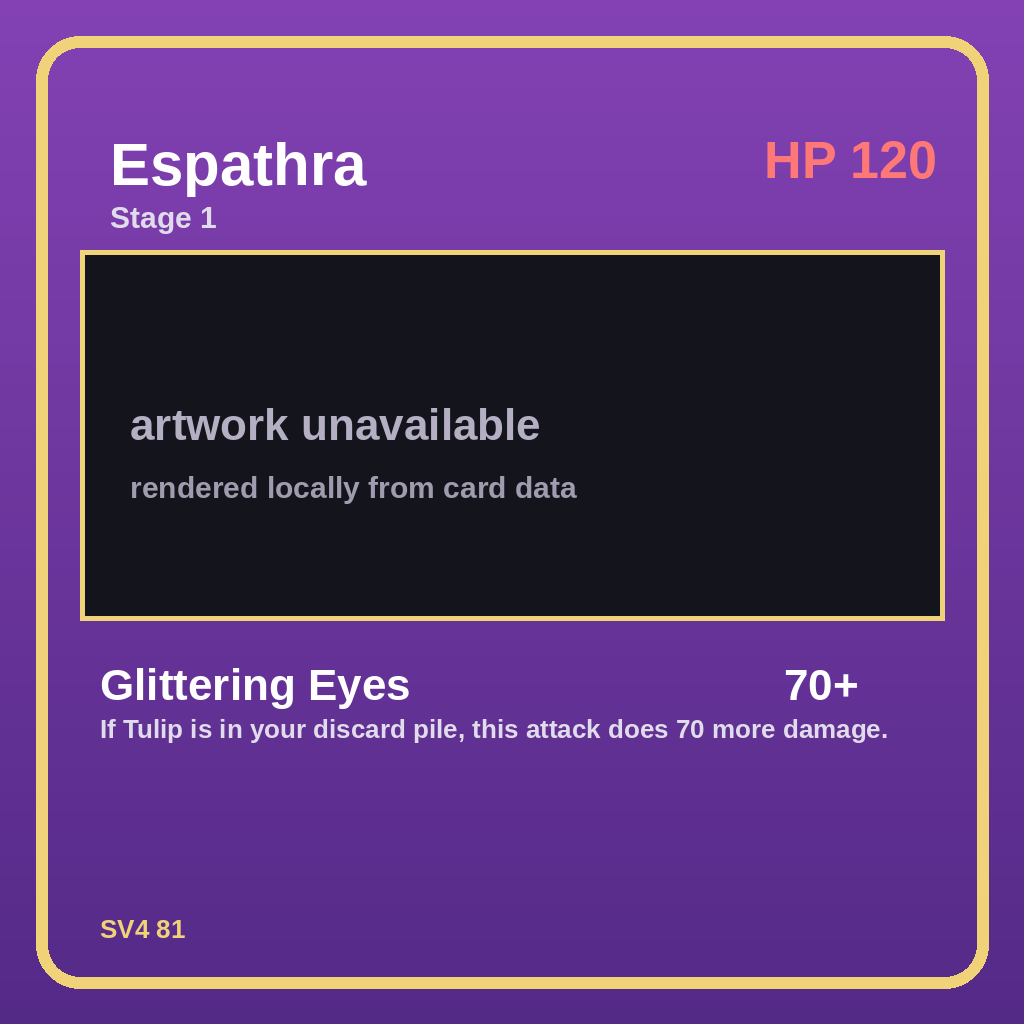 Espathra
HP 120
Stage 1
artwork unavailable
rendered locally from card data
Glittering Eyes
70+
If Tulip is in your discard pile, this attack does 70 more damage.
SV4 81